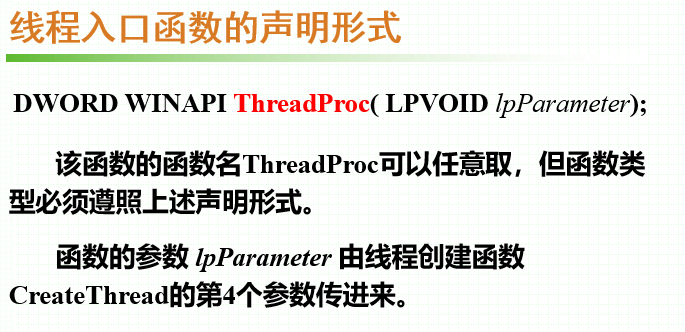 线程入口函数的声明形式
DWORD WINAPI ThreadProc( LPVOID lpParameter);
该函数的函数名ThreadProc可以任意取，但函数类
型必须遵照上述声明形式。
函数的参数 lpParameter 由线程创建函数
CreateThread的第4个参数传进来。